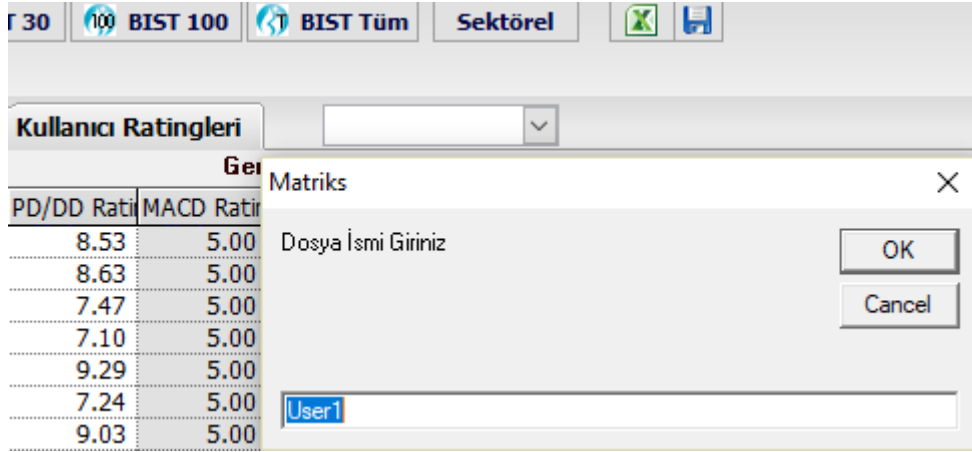 T 30 100 BIST 100 BIST Tüm Sektörel
Kullanıcı Ratingleri
Matriks
PD/DD MACD
8.53 5.00 Dosya İsmi Giriniz OK
8.63 5.00
7.47 5.00 Cancel
7.10 5.00
9.29 5.00
7.24 5.00 User1
9.03 5.00